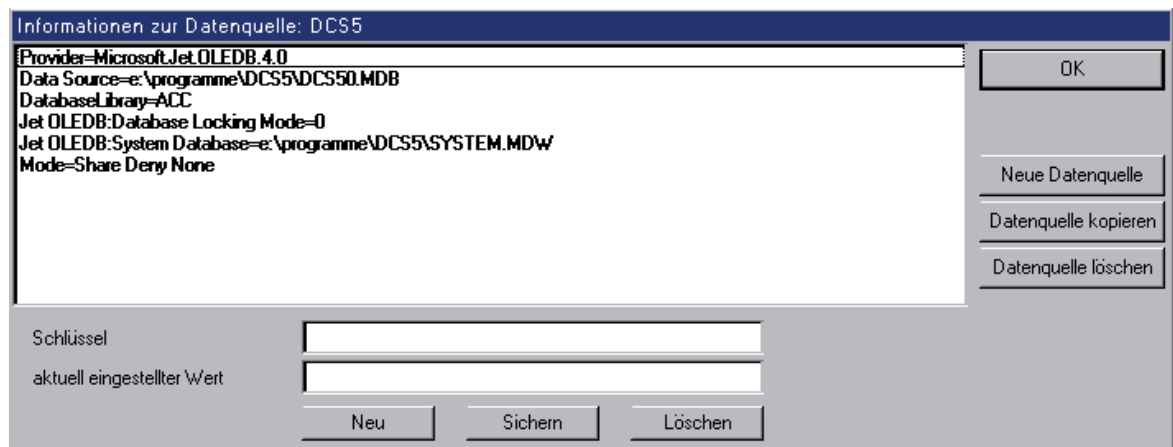 Informationen zur Datenquelle: DCS5
Provider=Microsoft.Jet.OLEDB.4.0
Data Source=e:\programme\DCS5\DCS50.MDB
DatabaseLibrary=ACC
Jet OLEDB:Database Locking Mode=0
Jet OLEDB:System Database=e:\programme\DCS5\SYSTEM.MDW
Mode=Share Deny None
OK
Neue Datenquelle
Datenquelle kopieren
Datenquelle löschen
Schlüssel
aktuell eingestellter Wert
Neu
Sichern
Löschen